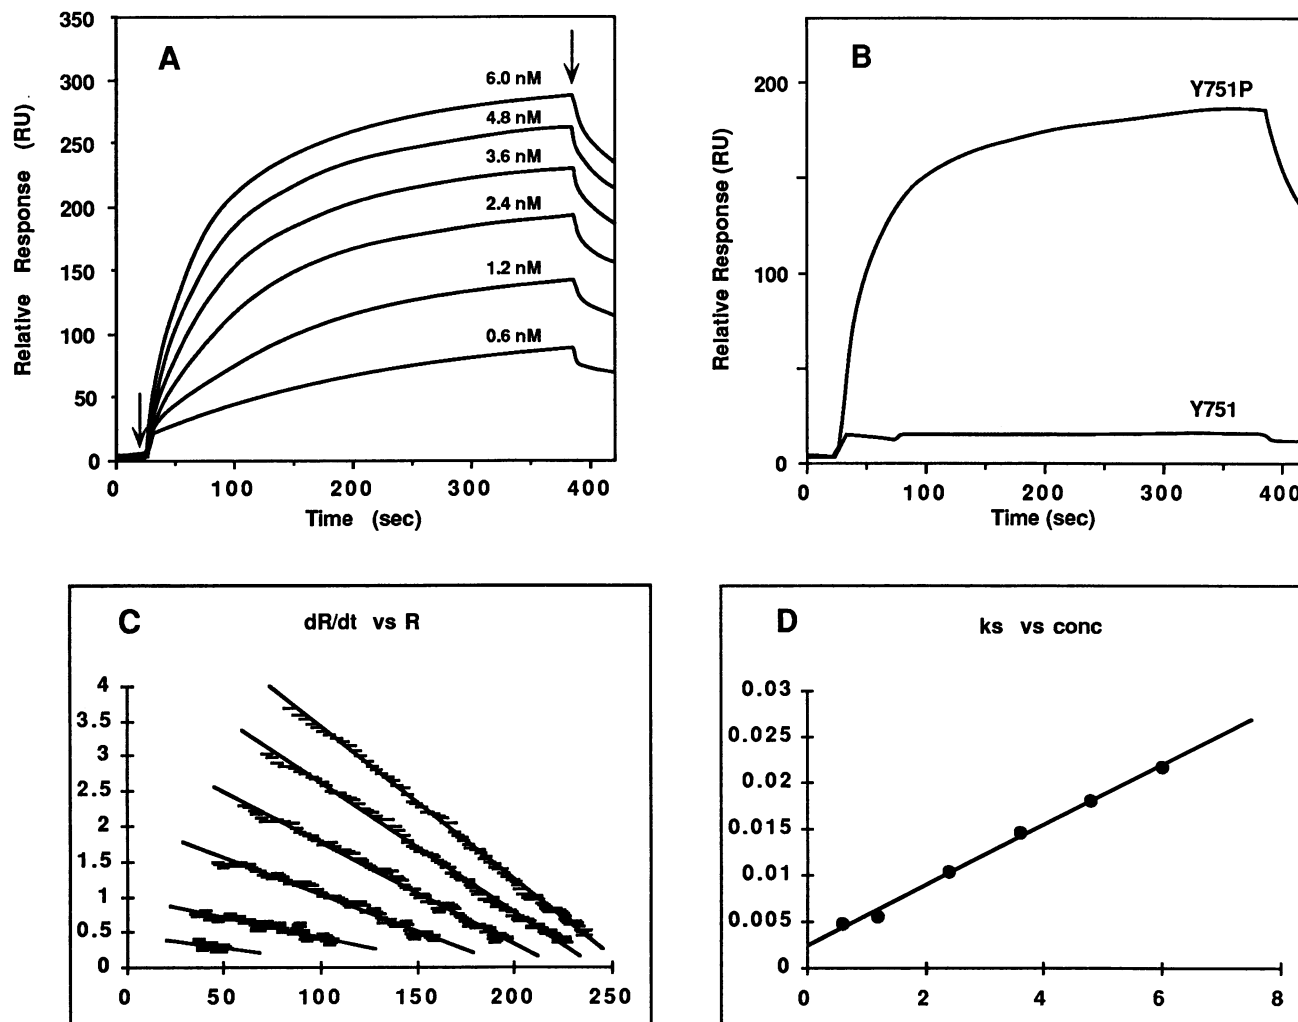 A
350
300
250
200
150
100
50
0
Relative Response (RU)
6.0 nM
4.8 nM
3.6 nM
2.4 nM
1.2 nM
0.6 nM
0 100 200 300 400
Time (sec)
B
200
100
0
Relative Response (RU)
Y751P
Y751
0 100 200 300 400
Time (sec)
C
dR/dt vs R
4
3.5
3
2.5
2
1.5
1
0.5
0
0 50 100 150 200 250
D
ks vs conc
0.03
0.025
0.02
0.015
0.01
0.005
0
0 2 4 6 8